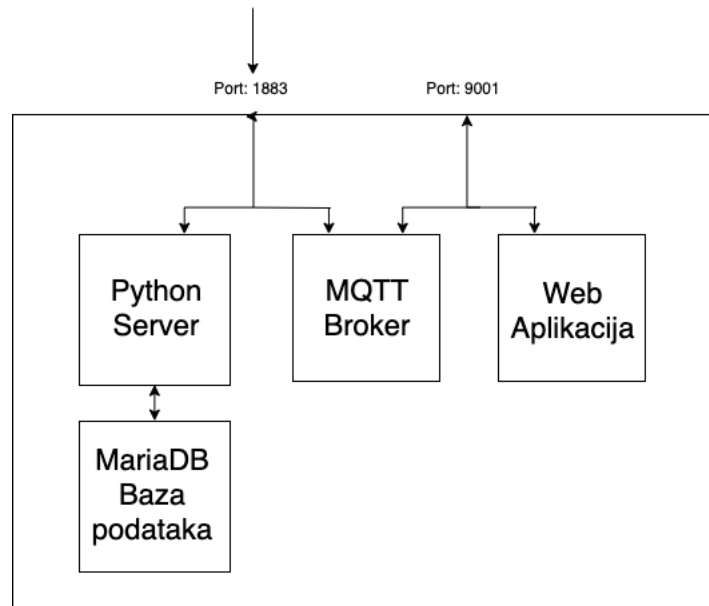 Port: 1883
Port: 9001
Python
Server
MQTT
Broker
Web
Aplikacija
MariaDB
Baza
podataka